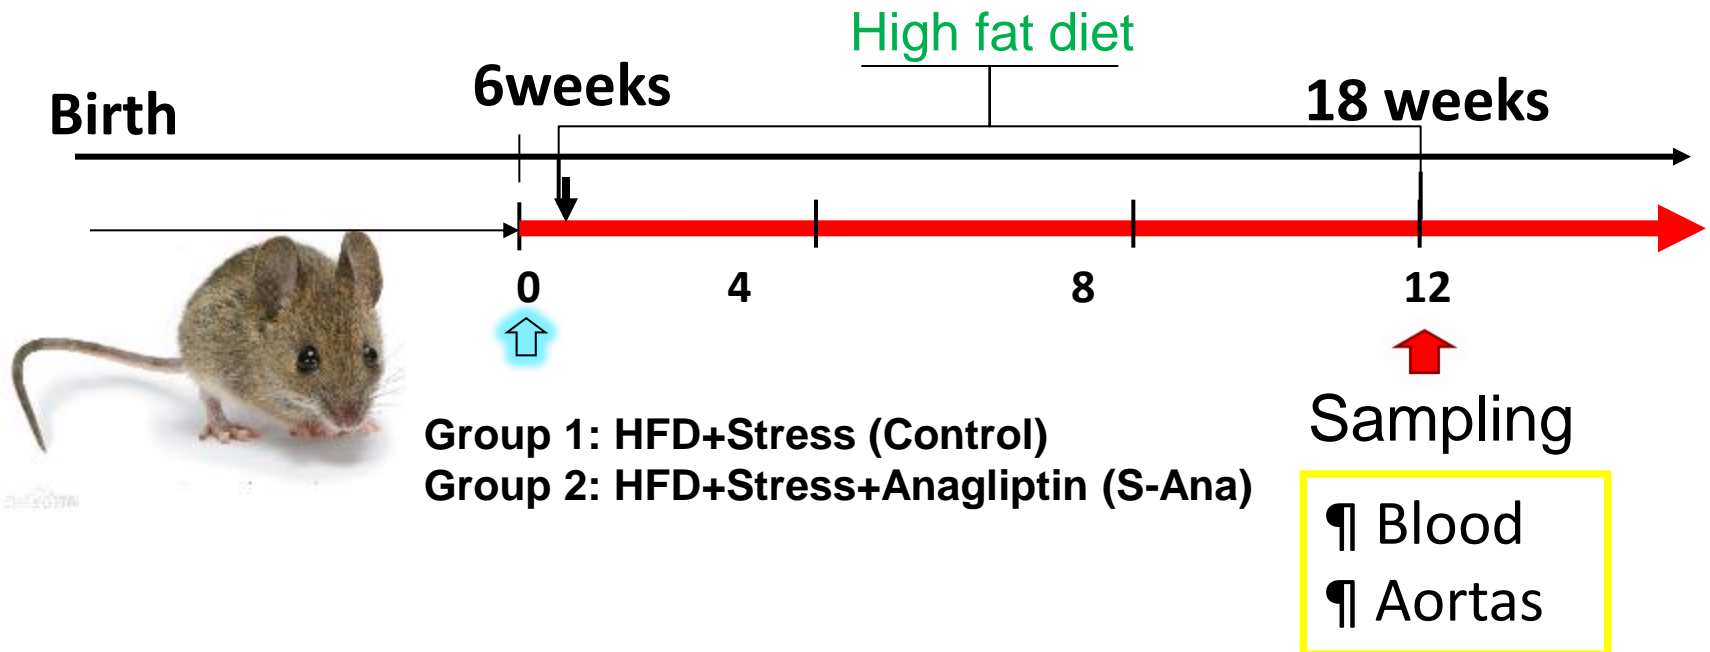 High fat diet
Birth
6weeks
18 weeks
0
4
8
12
Group 1: HFD+Stress (Control)
Group 2: HFD+Stress+Anagliptin (S-Ana)
Sampling
¶ Blood
¶ Aortas